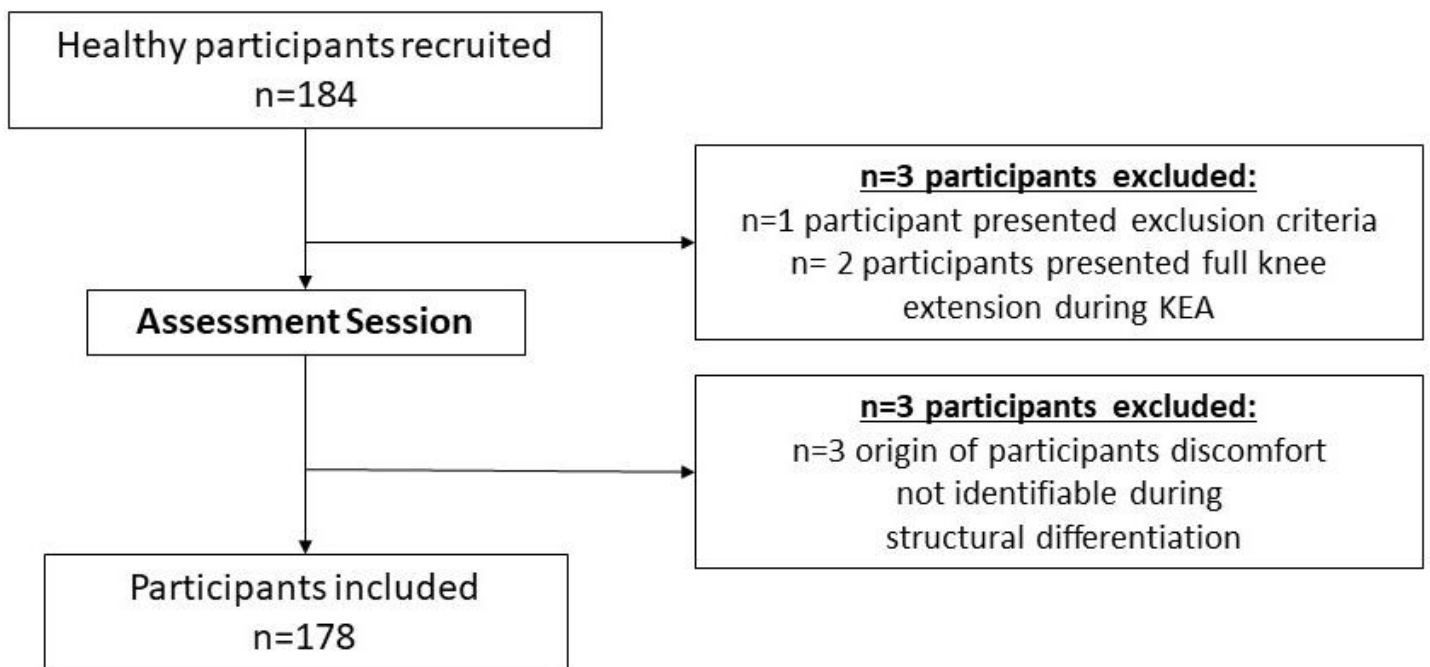 Healthy participants recruited
n=184
n=3 participants excluded:
n=1 participant presented exclusion criteria
n= 2 participants presented full knee
extension during KEA
Assessment Session
n=3 participants excluded:
n=3 origin of participants discomfort
not identifiable during
structural differentiation
Participants included
n=178